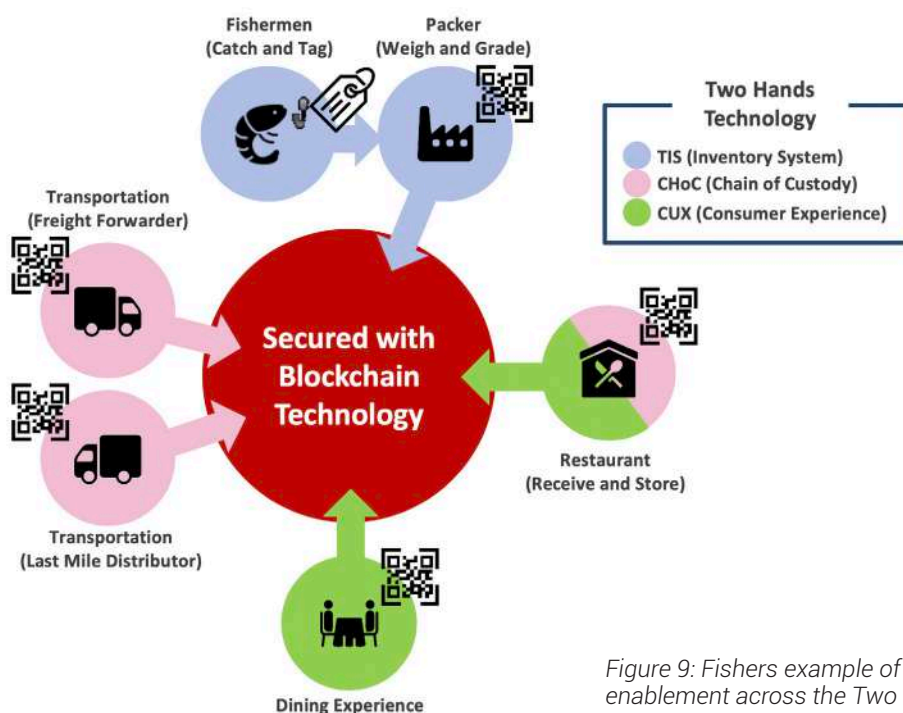 Fishermen
(Catch and Tag)
Packer
(Weigh and Grade)
Two Hands
Technology
TIS (Inventory System)
CHoC (Chain of Custody)
CUX (Consumer Experience)
Transportation
(Freight Forwarder)
Secured with
Blockchain
Technology
Restaurant
(Receive and Store)
Transportation
(Last Mile Distributor)
Dining Experience
Figure 9: Fishers example of
enablement across the Two